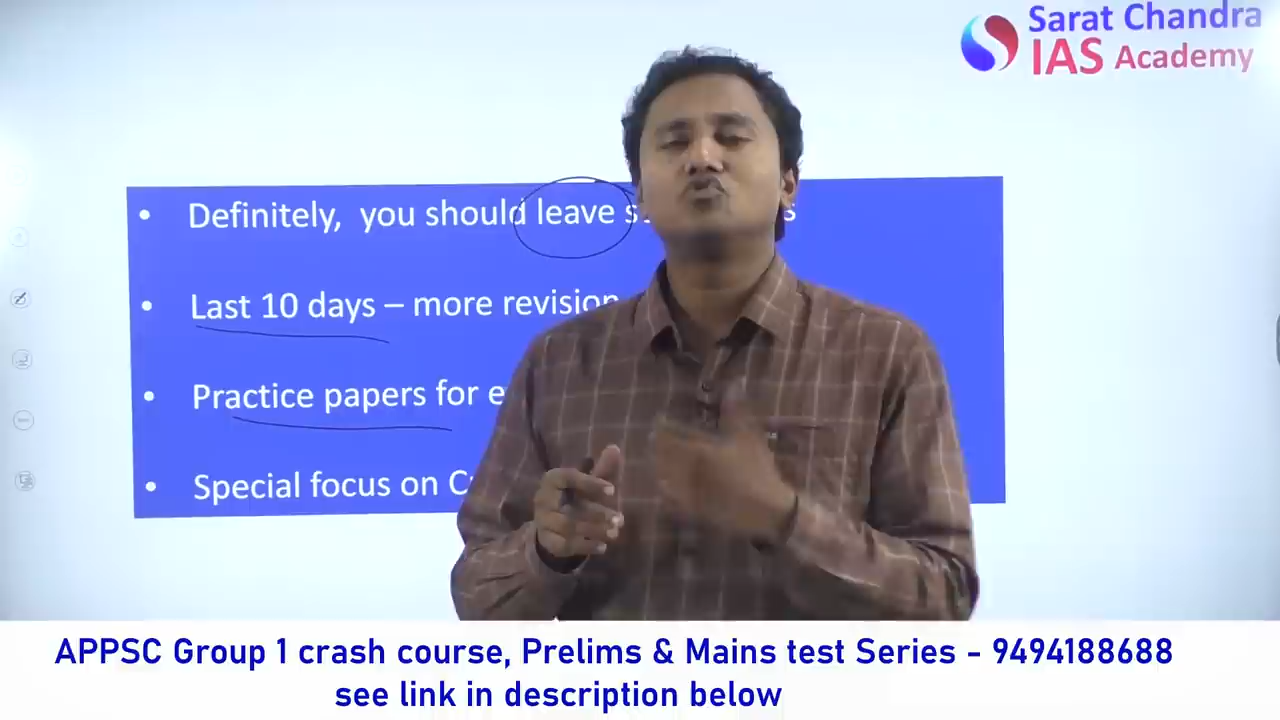 Sarat Chandra
IAS Academy
• Definitely, you should leave
• Last 10 days – more revision
• Practice papers for
• Special focus on
APPSC Group 1 crash course, Prelims & Mains test Series - 9494188688
see link in description below